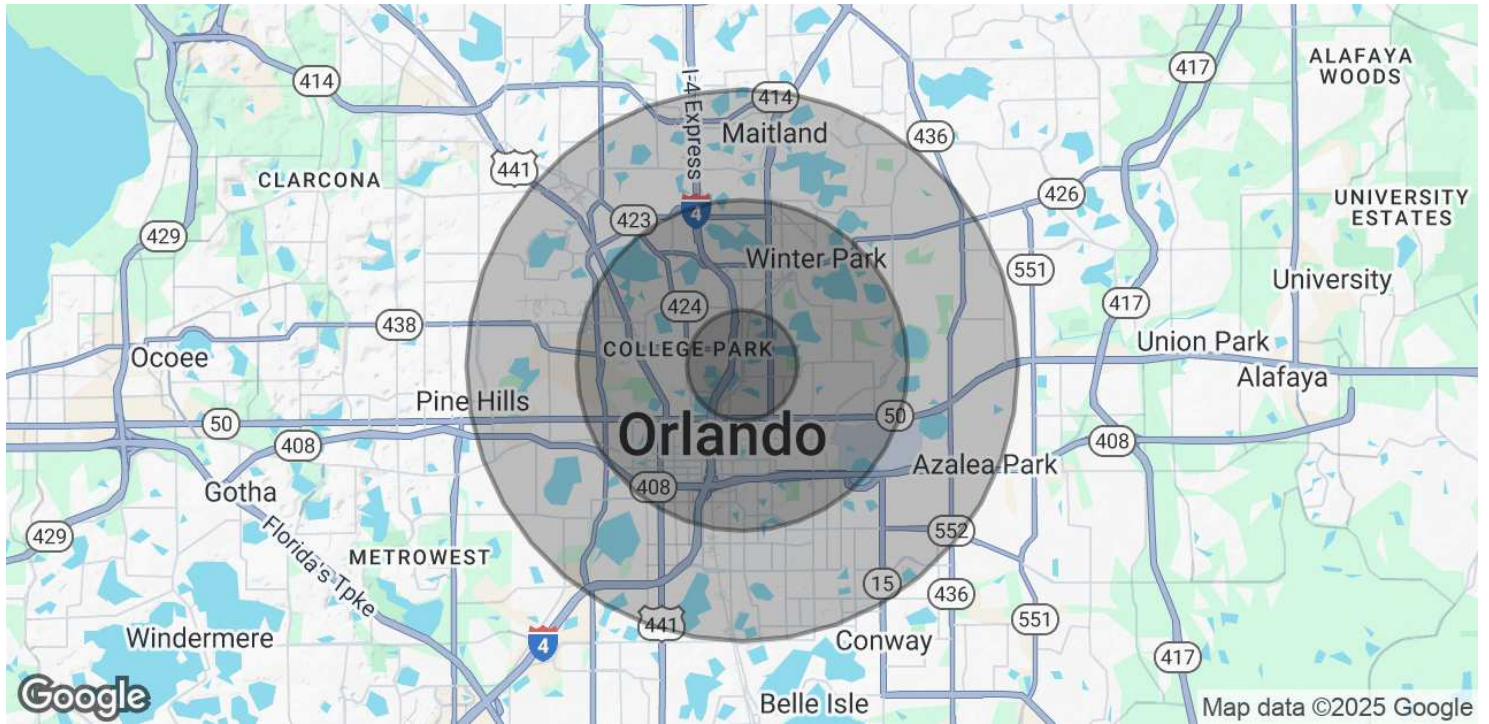 ALAFAYA
WOODS
417
414
I-4 Express
414
Maitland
436
441
CLARCONA
426
UNIVERSITY
ESTATES
429
423
4
Winter Park
551
University
424
417
438
Ocoee
COLLEGE PARK
Union Park
Alafaya
Pine Hills
50
50
Orlando
408
408
Azalea Park
Gotha
408
429
Florida's Tpke
552
METROWEST
15
436
441
551
Windermere
4
Conway
417
Belle Isle
Google
Map data ©2025 Google